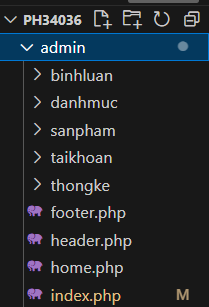 PH34036
admin
binhluan
danhmuc
sanpham
taikhoan
thongke
footer.php
header.php
home.php
index.php M